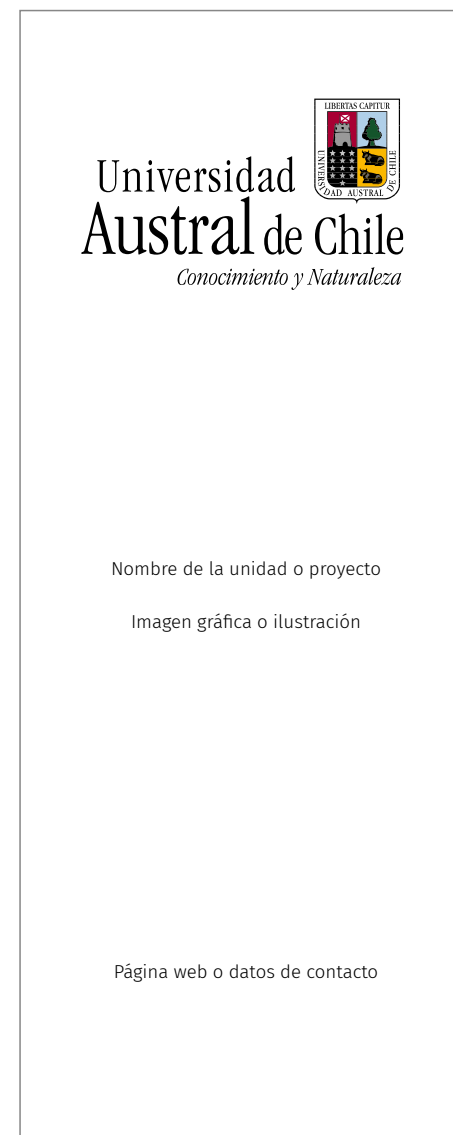 LIBERTAS CAPITUR
UNIVERSIDAD AUSTRAL DE CHILE
Universidad
Austral de Chile
Conocimiento y Naturaleza
Nombre de la unidad o proyecto
Imagen gráfica o ilustración
Página web o datos de contacto